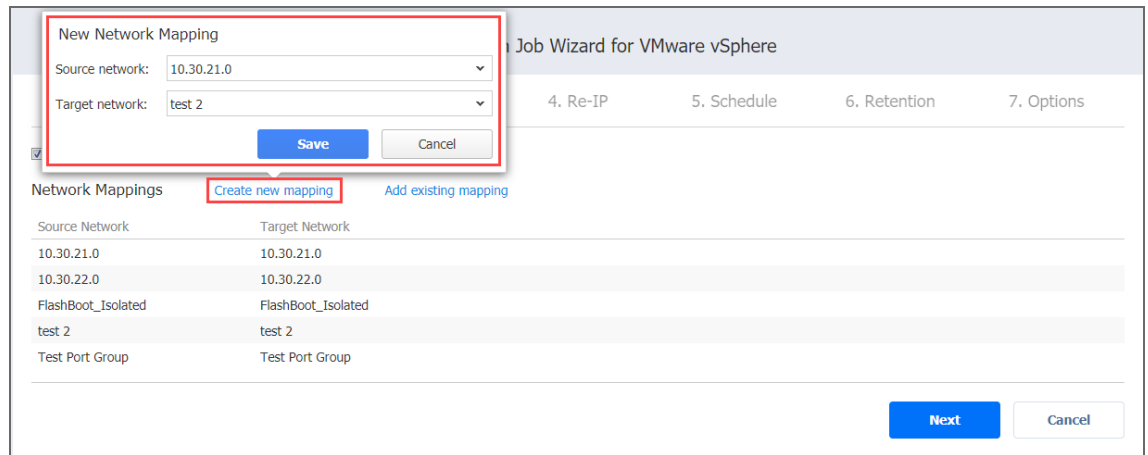 New Network Mapping
Job Wizard for VMware vSphere
Source network: 10.30.21.0
Target network: test 2
Save Cancel
4. Re-IP 5. Schedule 6. Retention 7. Options
Network Mappings Create new mapping Add existing mapping
Source Network Target Network
10.30.21.0 10.30.21.0
10.30.22.0 10.30.22.0
FlashBoot_Isolated FlashBoot_Isolated
test 2 test 2
Test Port Group Test Port Group
Next Cancel